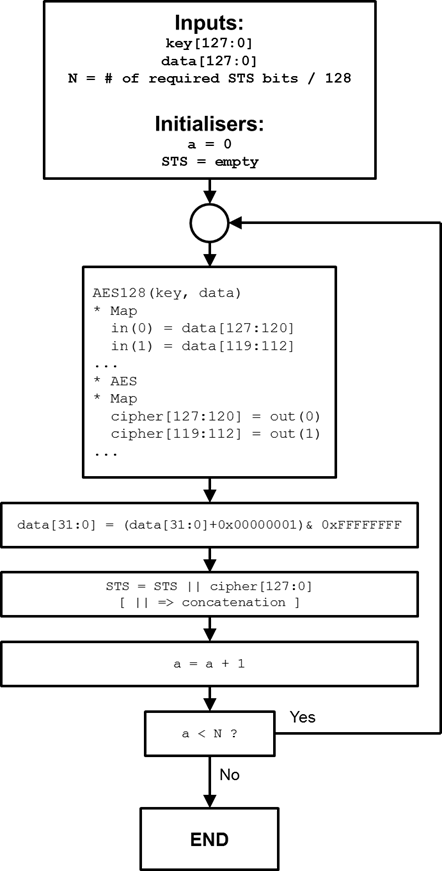 Inputs:
key[127:0]
data[127:0]
N = # of required STS bits / 128
Initialisers:
a = 0
STS = empty
AES128(key, data)
* Map
in(0) = data[127:120]
in(1) = data[119:112]
...
* AES
* Map
cipher[127:120] = out(0)
cipher[119:112] = out(1)
...
data[31:0] = (data[31:0]+0x00000001)& 0xFFFFFFFF
STS = STS || cipher[127:0]
[ || => concatenation ]
a = a + 1
a < N ?
Yes
No
END